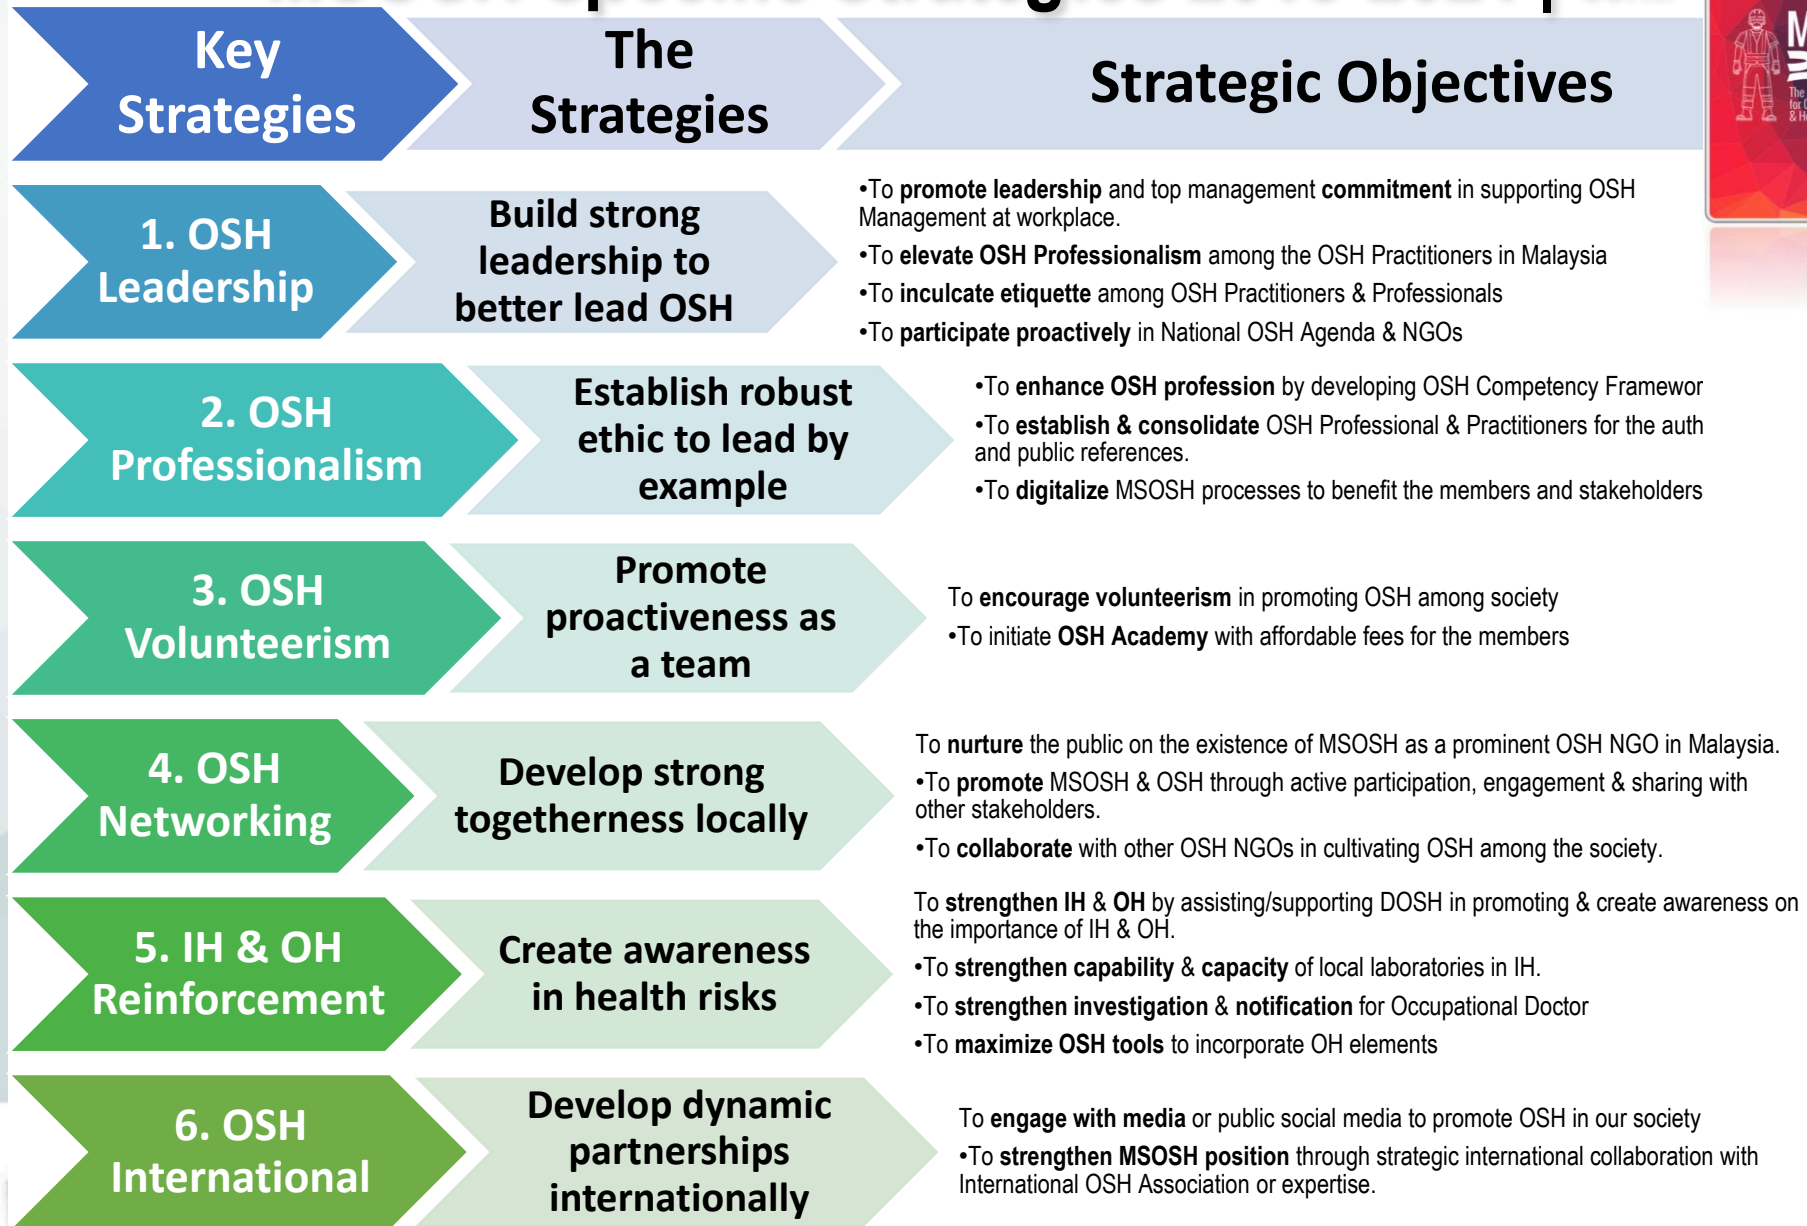 Key
Strategies
The
Strategies
Strategic Objectives
1. OSH
Leadership
Build strong
leadership to
better lead OSH
•To promote leadership and top management commitment in supporting OSH
Management at workplace.
•To elevate OSH Professionalism among the OSH Practitioners in Malaysia
•To inculcate etiquette among OSH Practitioners & Professionals
•To participate proactively in National OSH Agenda & NGOs
2. OSH
Professionalism
Establish robust
ethic to lead by
example
•To enhance OSH profession by developing OSH Competency Framewor
•To establish & consolidate OSH Professional & Practitioners for the auth
and public references.
•To digitalize MSOSH processes to benefit the members and stakeholders
3. OSH
Volunteerism
Promote
proactiveness as
a team
To encourage volunteerism in promoting OSH among society
•To initiate OSH Academy with affordable fees for the members
4. OSH
Networking
Develop strong
togetherness locally
To nurture the public on the existence of MSOSH as a prominent OSH NGO in Malaysia.
•To promote MSOSH & OSH through active participation, engagement & sharing with
other stakeholders.
•To collaborate with other OSH NGOs in cultivating OSH among the society.
5. IH & OH
Reinforcement
Create awareness
in health risks
To strengthen IH & OH by assisting/supporting DOSH in promoting & create awareness on
the importance of IH & OH.
•To strengthen capability & capacity of local laboratories in IH.
•To strengthen investigation & notification for Occupational Doctor
•To maximize OSH tools to incorporate OH elements
6. OSH
International
Develop dynamic
partnerships
internationally
To engage with media or public social media to promote OSH in our society
•To strengthen MSOSH position through strategic international collaboration with
International OSH Association or expertise.